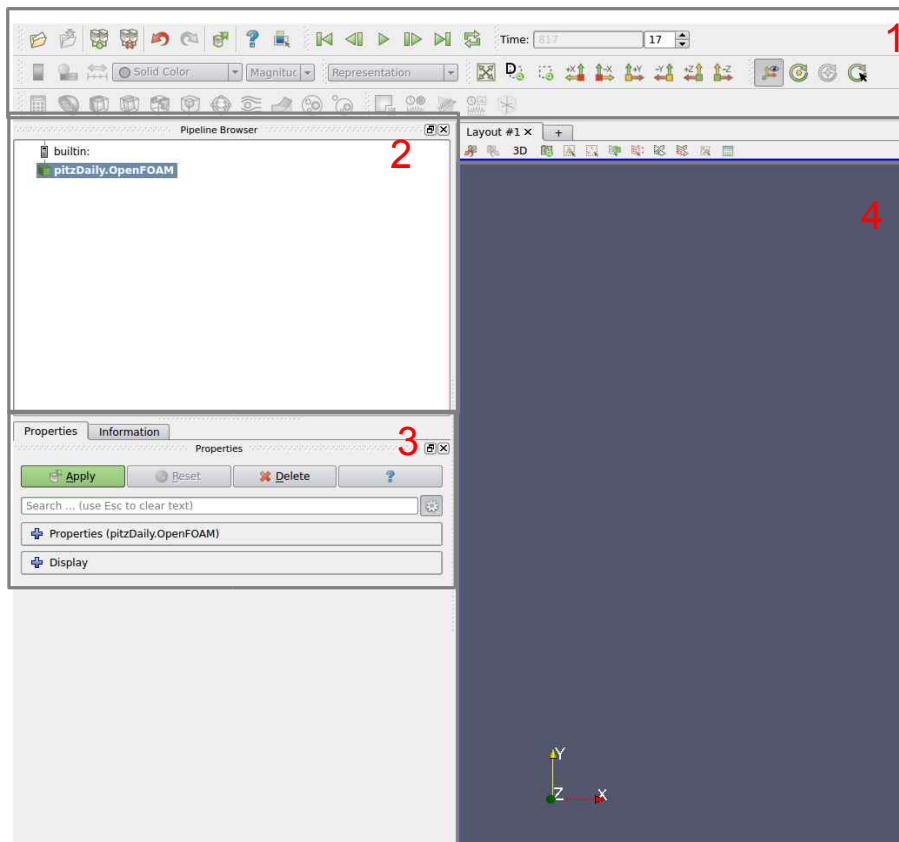 Time: 817 17 1
Solid Color Magnituc Representation D +X -X +Y -Y +Z -Z
Pipeline Browser
2
builtin:
pitzDaily.OpenFOAM
Layout #1 × +
3D
4
Properties Information
Properties
3
Apply Reset Delete ?
Search ... (use Esc to clear text)
Properties (pitzDaily.OpenFOAM)
Display
Y
Z X